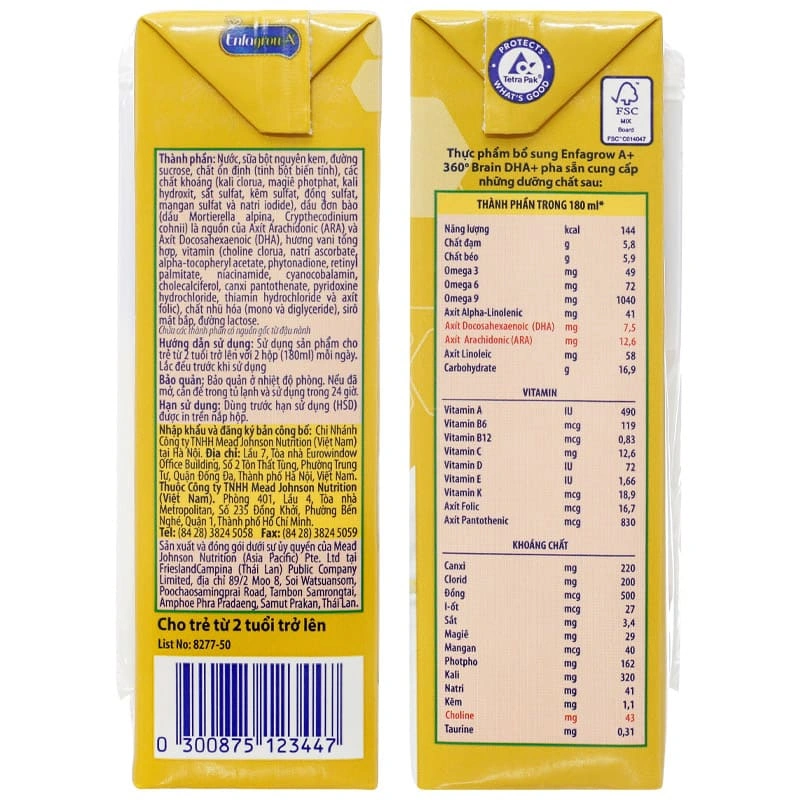 Enfagrow A+
Thành phần: Nước, sữa bột nguyên kem, đường
sucrose, chất ổn định (tinh bột biến tính), các
chất khoáng (kali clorua, magiê phôtphat, kali
hydroxit, sắt sulfat, kẽm sulfat, đồng sulfat,
mangan sulfat và natri iodide), dầu đơn bào
(dầu Mortierella alpina, Crypthecodinium
cohnii) là nguồn của Axít Arachidonic (ARA) và
Axít Docosahexaenoic (DHA), hương vani tổng
hợp, vitamin (choline clorua, natri ascorbate,
alpha-tocopheryl acetate, phytonadione, retinyl
palmitate, niacinamide, cyanocobalamin,
cholecalciferol, canxi pantothenate, pyridoxine
hydrochloride, thiamin hydrochloride và axít
folic), chất nhũ hóa (mono và diglyceride), sirô
mật bắp, đường lactose.
Chứa các thành phần có nguồn gốc từ đậu nành
Hướng dẫn sử dụng: Sử dụng sản phẩm cho
trẻ từ 2 tuổi trở lên với 2 hộp (180ml) mỗi ngày.
Lắc đều trước khi sử dụng
Bảo quản: Bảo quản ở nhiệt độ phòng. Nếu đã
mở, cần để trong tủ lạnh và sử dụng trong 24 giờ.
Hạn sử dụng: Dùng trước hạn sử dụng (HSD)
được in trên nắp hộp.
Nhập khẩu và đăng ký bản công bố: Chi Nhánh
Công ty TNHH Mead Johnson Nutrition (Việt Nam)
tại Hà Nội. Địa chỉ: Lầu 7, Tòa nhà Eurowindow
Office Building, Số 2 Tôn Thất Tùng, Phường Trung
Tự, Quận Đống Đa, Thành phố Hà Nội, Việt Nam.
Thuộc Công ty TNHH Mead Johnson Nutrition
(Việt Nam). Phòng 401, Lầu 4, Tòa nhà
Metropolitan, Số 235 Đồng Khởi, Phường Bến
Nghé, Quận 1, Thành phố Hồ Chí Minh.
Tel: (84 28) 3824 5058 Fax: (84 28) 3824 5059
Sản xuất và đóng gói dưới sự ủy quyền của Mead
Johnson Nutrition (Asia Pacific) Pte. Ltd tại
FrieslandCampina (Thái Lan) Public Company
Limited, địa chỉ 89/2 Moo 8, Soi Watsuansom,
Poochaosamingprai Road, Tambon Samrongtai,
Amphoe Phra Pradaeng, Samut Prakan, Thái Lan.
Cho trẻ từ 2 tuổi trở lên
List No: 8277-50
0 300875 123447
PROTECTS
Tetra Pak®
WHAT'S GOOD
FSC
MIX
Board
FSC™ C014047
Thực phẩm bổ sung Enfagrow A+
360° Brain DHA+ pha sẵn cung cấp
những dưỡng chất sau:
THÀNH PHẦN TRONG 180 ml*
Năng lượng kcal 144
Chất đạm g 5,8
Chất béo g 5,9
Omega 3 mg 49
Omega 6 mg 72
Omega 9 mg 1040
Axít Alpha-Linolenic mg 41
Axít Docosahexaenoic (DHA) mg 7,5
Axít Arachidonic (ARA) mg 12,6
Axít Linoleic mg 58
Carbohydrate g 16,9
VITAMIN
Vitamin A IU 490
Vitamin B6 mcg 119
Vitamin B12 mcg 0,83
Vitamin C mg 12,6
Vitamin D IU 72
Vitamin E IU 1,66
Vitamin K mcg 18,9
Axít Folic mcg 16,7
Axít Pantothenic mcg 830
KHOÁNG CHẤT
Canxi mg 220
Clorid mg 200
Đồng mcg 500
I-ốt mcg 27
Sắt mg 3,4
Magiê mg 29
Mangan mcg 40
Photpho mg 162
Kali mg 320
Natri mg 41
Kẽm mg 1,1
Choline mg 43
Taurine mg 0,31